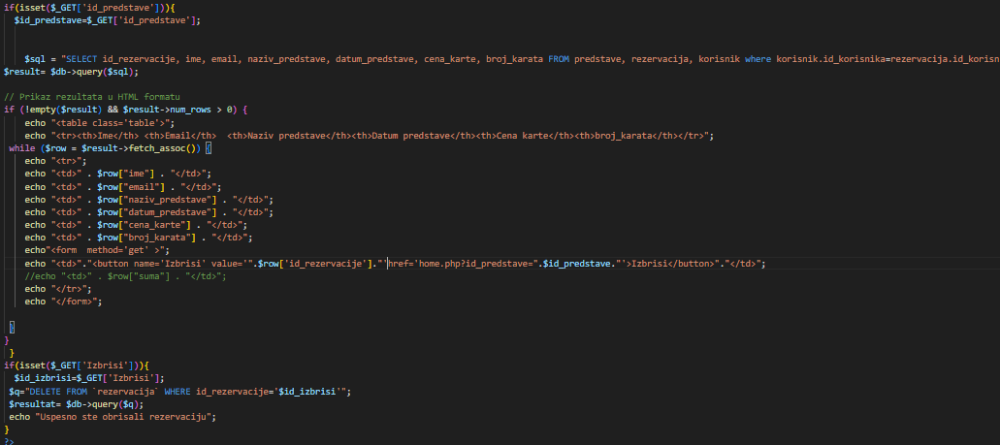 if(isset($_GET['id_predstave'])){
$id_predstave=$_GET['id_predstave'];
$sql = "SELECT id_rezervacije, ime, email, naziv_predstave, datum_predstave, cena_karte, broj_karata FROM predstave, rezervacija, korisnik where korisnik.id_korisnika=rezervacija.id_korisn
$result= $db->query($sql);
// Prikaz rezultata u HTML formatu
if (!empty($result) && $result->num_rows > 0) {
echo "<table class='table'>";
echo "<tr><th>Ime</th> <th>Email</th>  <th>Naziv predstave</th><th>Datum predstave</th><th>Cena karte</th><th>broj_karata</th></tr>";
while ($row = $result->fetch_assoc()) {
echo "<tr>";
echo "<td>" . $row["ime"] . "</td>";
echo "<td>" . $row["email"] . "</td>";
echo "<td>" . $row["naziv_predstave"] . "</td>";
echo "<td>" . $row["datum_predstave"] . "</td>";
echo "<td>" . $row["cena_karte"] . "</td>";
echo "<td>" . $row["broj_karata"] . "</td>";
echo"<form  method='get' >";
echo "<td>"."<button name='Izbrisi' value='".$row['id_rezervacije']."'href='home.php?id_predstave=".$id_predstave."'>Izbrisi</button>"."</td>";
//echo "<td>" . $row["suma"] . "</td>";
echo "</tr>";
echo "</form>";
}
}
}
if(isset($_GET['Izbrisi'])){
$id_izbrisi=$_GET['Izbrisi'];
$q="DELETE FROM `rezervacija` WHERE id_rezervacije='$id_izbrisi'";
$resultat= $db->query($q);
echo "Uspesno ste obrisali rezervaciju";
}
?>